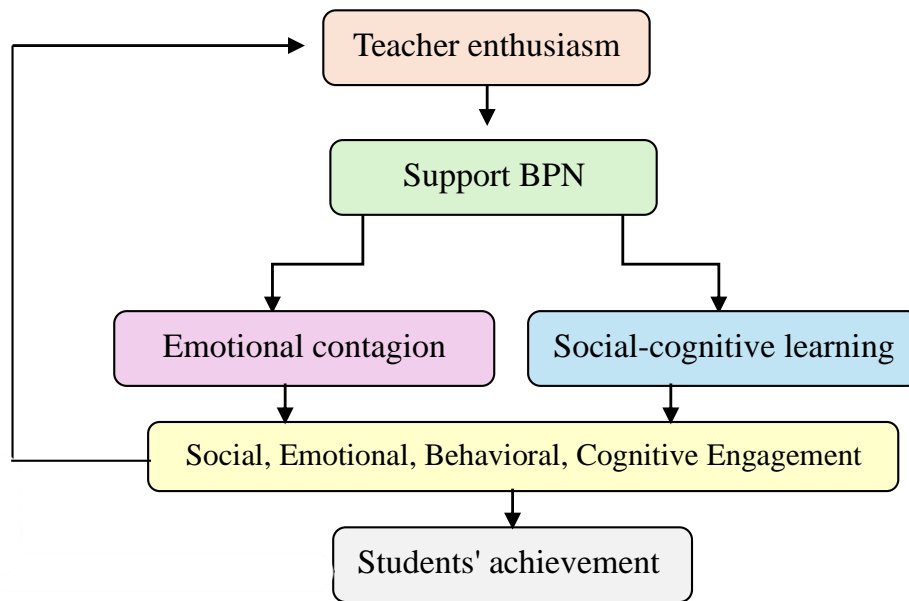 Teacher enthusiasm
Support BPN
Emotional contagion
Social-cognitive learning
Social, Emotional, Behavioral, Cognitive Engagement
Students' achievement